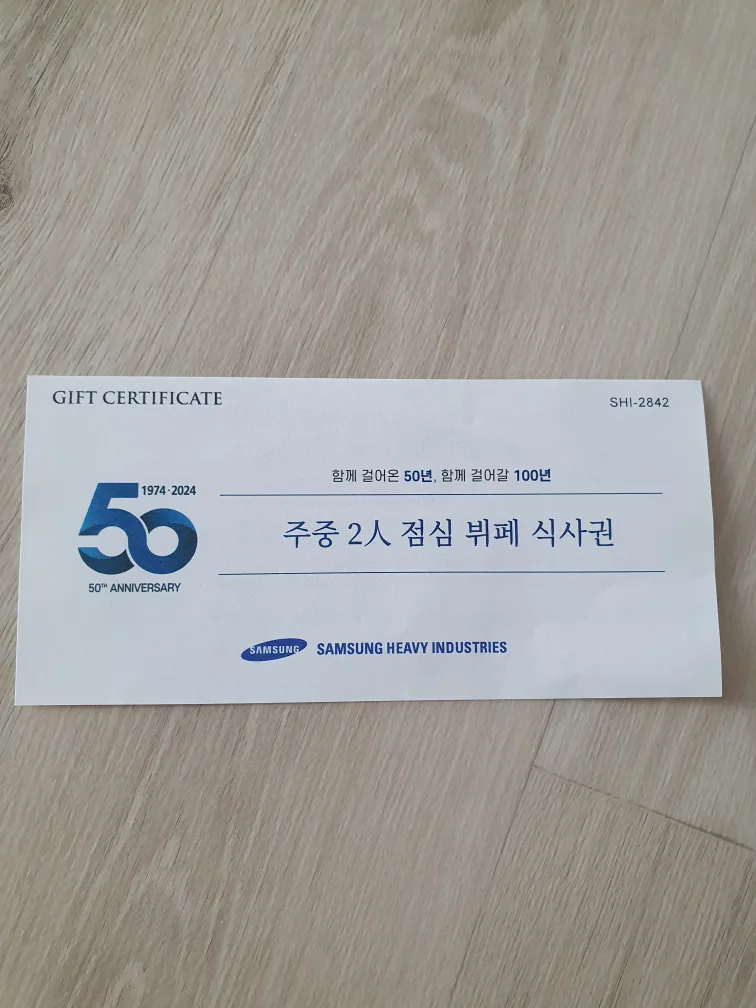 GIFT CERTIFICATE
SHI-2842
함께 걸어온 50년, 함께 걸어갈 100년
1974·2024
50
주중 2人 점심 뷔페 식사권
50TH ANNIVERSARY
SAMSUNG SAMSUNG HEAVY INDUSTRIES